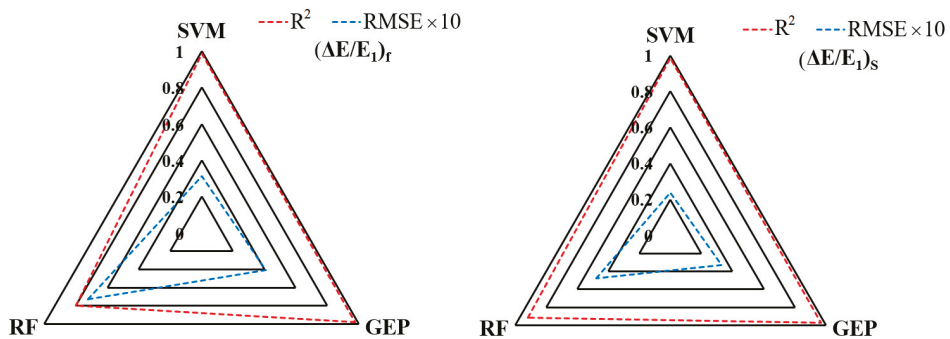 R² RMSE×10
SVM
(ΔE/E₁)f
1
0.8
0.6
0.4
0.2
0
RF
GEP
R² RMSE×10
SVM
(ΔE/E₁)S
1
0.8
0.6
0.4
0.2
0
RF
GEP